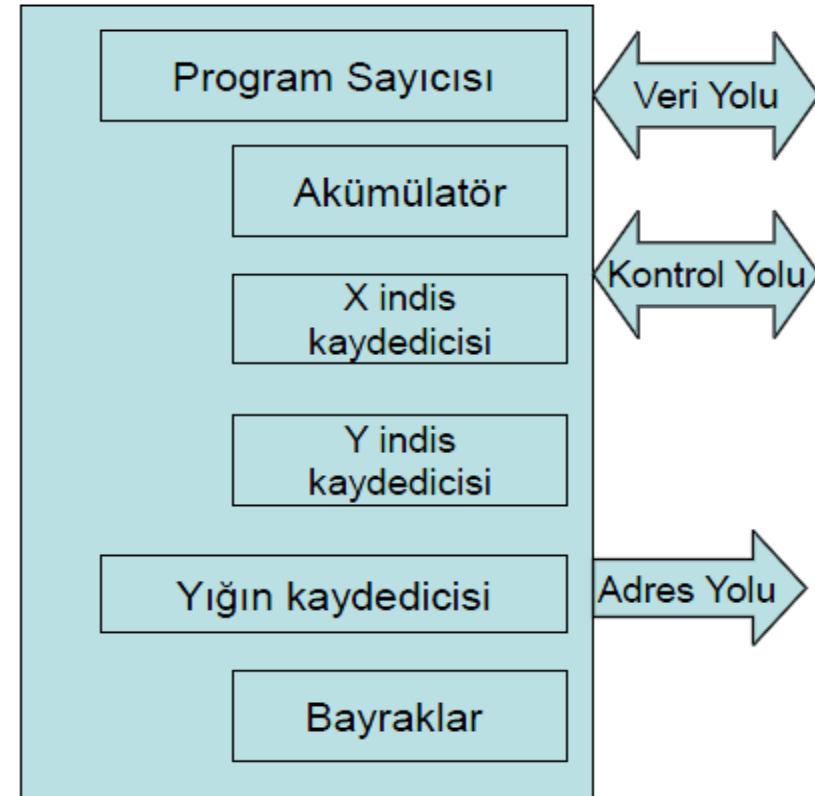 Program Sayıcısı
Veri Yolu
Akümülatör
Kontrol Yolu
X indis
kaydedicisi
Y indis
kaydedicisi
Yığın kaydedicisi
Adres Yolu
Bayraklar